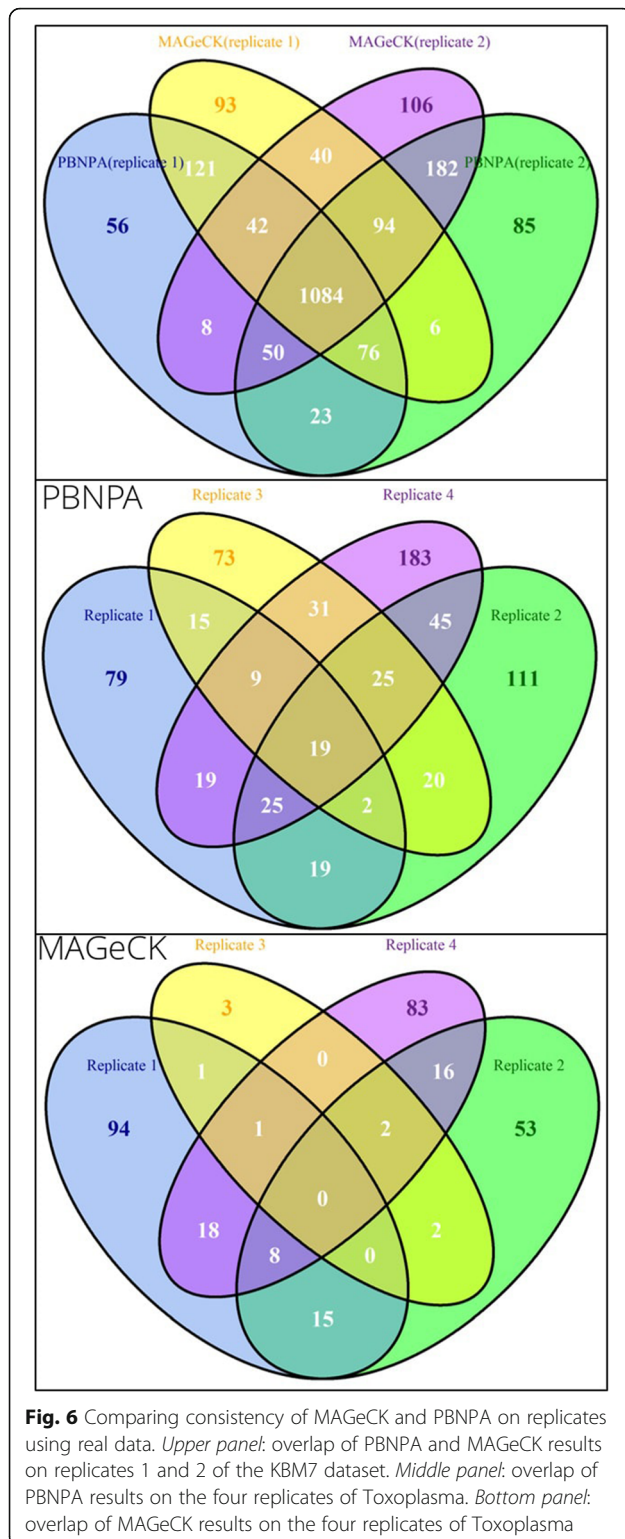 MAGeCK(replicate 1)
MAGeCK(replicate 2)
93
106
PBNPA(replicate 1)
121
40
182
PBNPA(replicate 2)
56
42
94
85
1084
8
6
50
76
23
PBNPA
Replicate 3
Replicate 4
73
183
Replicate 1
15
31
45
Replicate 2
79
9
25
111
19
19
20
25
2
19
MAGeCK
Replicate 3
Replicate 4
3
83
Replicate 1
1
0
16
Replicate 2
94
1
2
53
0
18
2
8
0
15
Fig. 6 Comparing consistency of MAGeCK and PBNPA on replicates
using real data. Upper panel: overlap of PBNPA and MAGeCK results
on replicates 1 and 2 of the KBM7 dataset. Middle panel: overlap of
PBNPA results on the four replicates of Toxoplasma. Bottom panel:
overlap of MAGeCK results on the four replicates of Toxoplasma